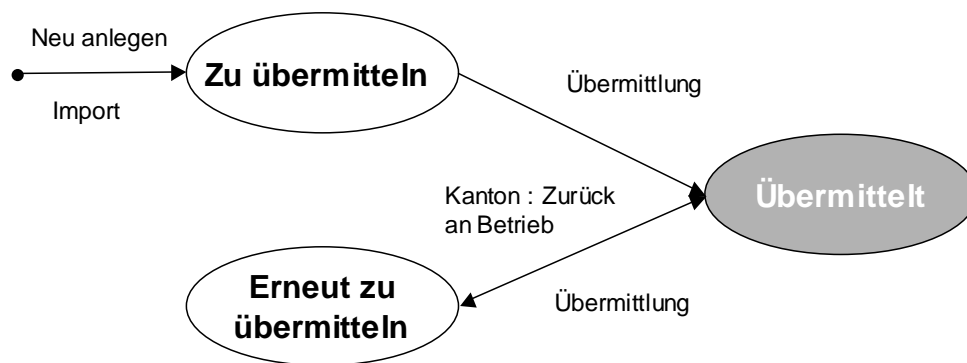 Neu anlegen
Zu übermitteln
Import
Übermittlung
Kanton : Zurück
an Betrieb
Übermittelt
Erneut zu
übermitteln
Übermittlung